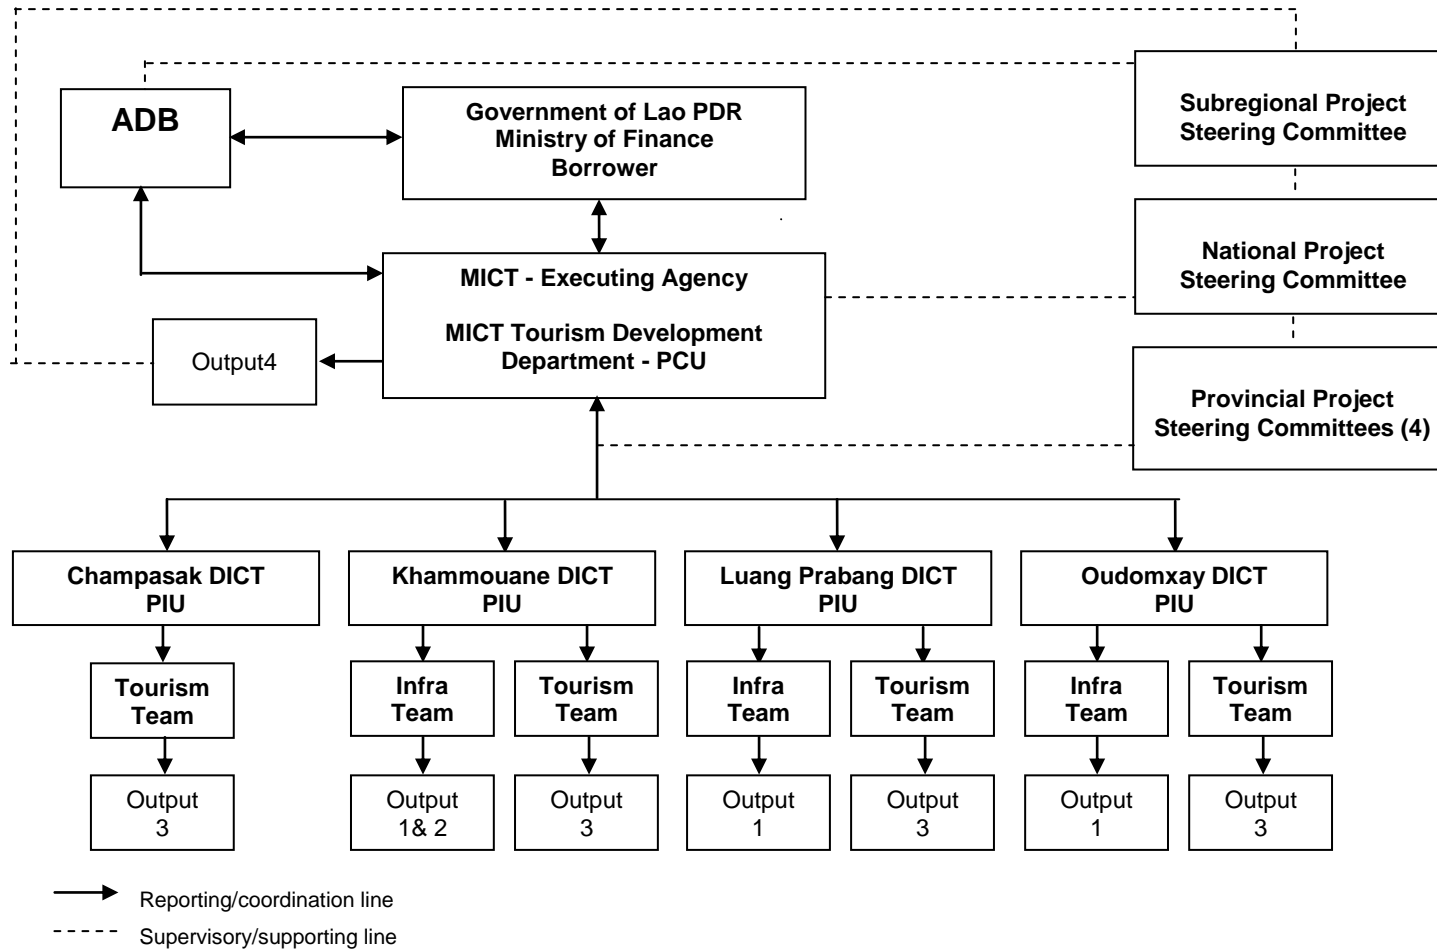 ADB
Government of Lao PDR
Ministry of Finance
Borrower
Subregional Project
Steering Committee
MICT - Executing Agency
MICT Tourism Development
Department - PCU
National Project
Steering Committee
Output4
Provincial Project
Steering Committees (4)
Champasak DICT
PIU
Khammouane DICT
PIU
Luang Prabang DICT
PIU
Oudomxay DICT
PIU
Tourism
Team
Infra
Team
Tourism
Team
Infra
Team
Tourism
Team
Infra
Team
Tourism
Team
Output
3
Output
1& 2
Output
3
Output
1
Output
3
Output
1
Output
3
Reporting/coordination line
Supervisory/supporting line